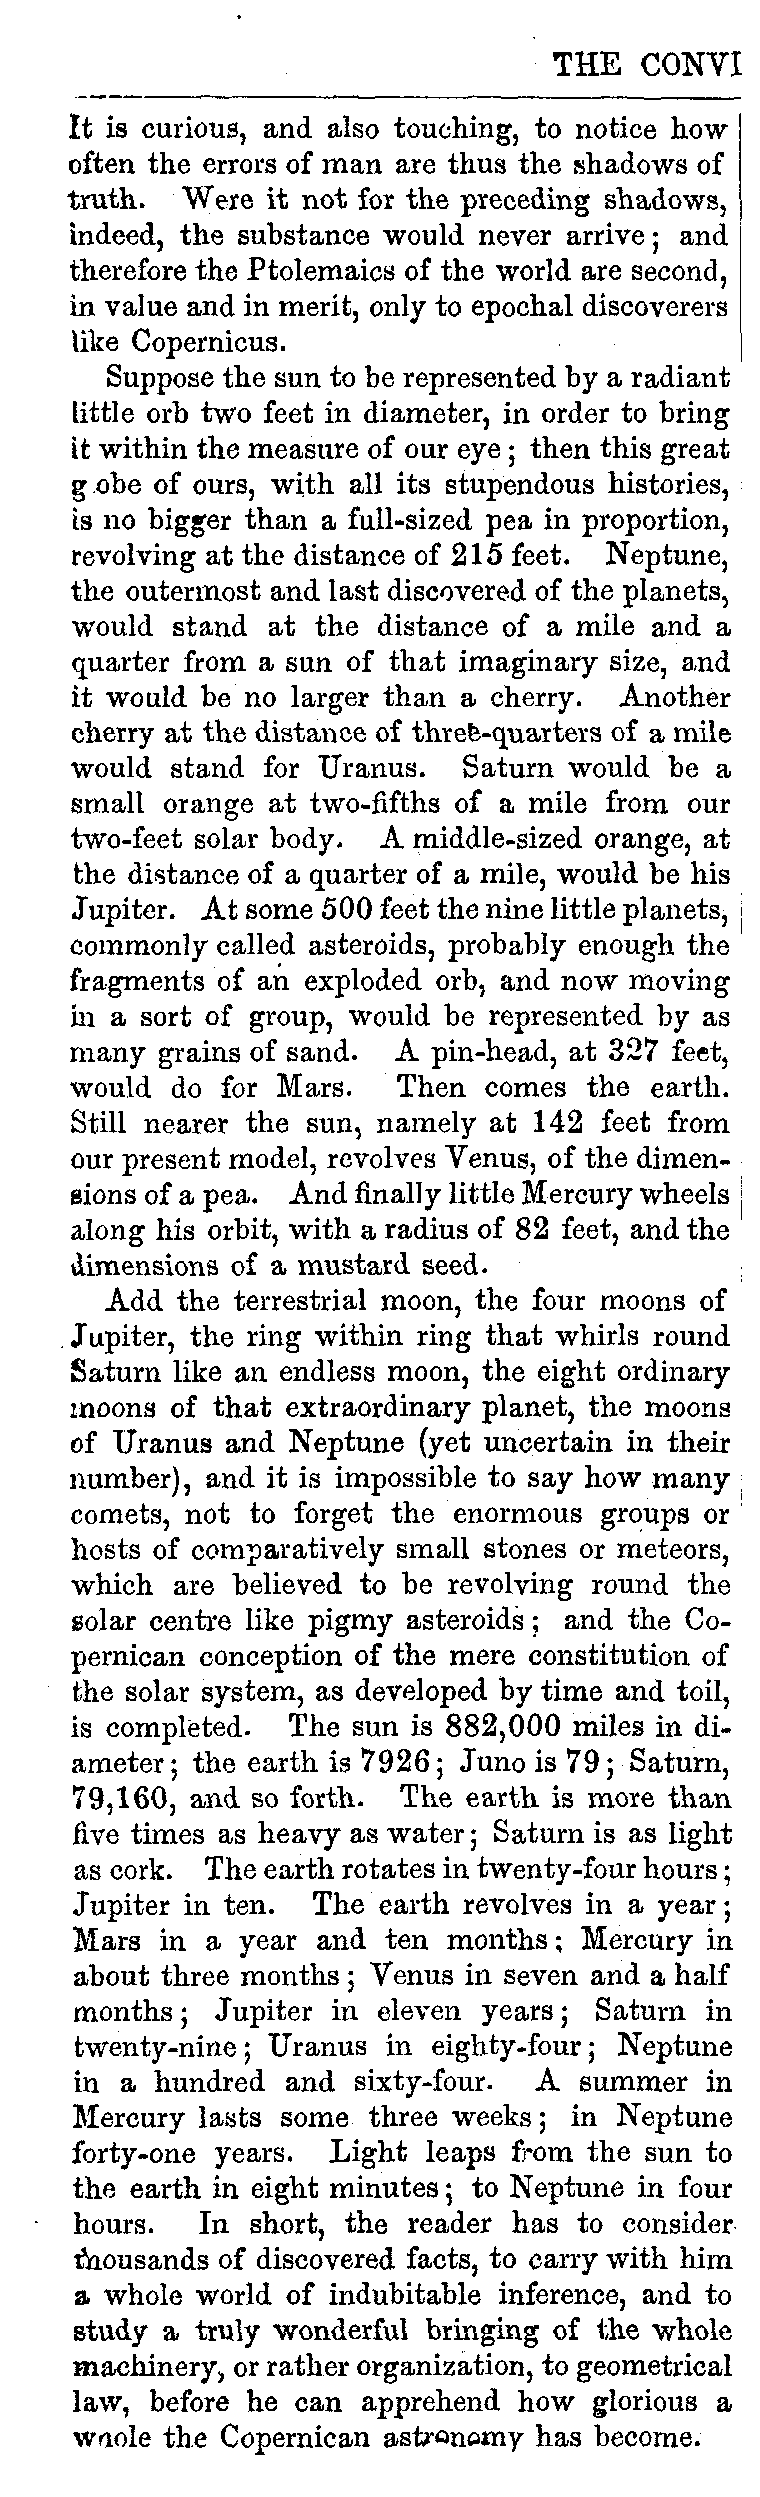 THE CONVI
It is curious, and also touching, to notice how
often the errors of man are thus the shadows of
truth. Were it not for the preceding shadows,
indeed, the substance would never arrive; and
therefore the Ptolemaics of the world are second,
in value and in merit, only to epochal discoverers
like Copernicus.
Suppose the sun to be represented by a radiant
little orb two feet in diameter, in order to bring
it within the measure of our eye; then this great
g obe of ours, with all its stupendous histories,
is no bigger than a full-sized pea in proportion,
revolving at the distance of 215 feet. Neptune,
the outermost and last discovered of the planets,
would stand at the distance of a mile and a
quarter from a sun of that imaginary size, and
it would be no larger than a cherry. Another
cherry at the distance of three-quarters of a mile
would stand for Uranus. Saturn would be a
small orange at two-fifths of a mile from our
two-feet solar body. A middle-sized orange, at
the distance of a quarter of a mile, would be his
Jupiter. At some 500 feet the nine little planets,
commonly called asteroids, probably enough the
fragments of an exploded orb, and now moving
in a sort of group, would be represented by as
many grains of sand. A pin-head, at 327 feet,
would do for Mars. Then comes the earth.
Still nearer the sun, namely at 142 feet from
our present model, revolves Venus, of the dimen-
sions of a pea. And finally little Mercury wheels
along his orbit, with a radius of 82 feet, and the
dimensions of a mustard seed.
Add the terrestrial moon, the four moons of
Jupiter, the ring within ring that whirls round
Saturn like an endless moon, the eight ordinary
moons of that extraordinary planet, the moons
of Uranus and Neptune (yet uncertain in their
number), and it is impossible to say how many
comets, not to forget the enormous groups or
hosts of comparatively small stones or meteors,
which are believed to be revolving round the
solar centre like pigmy asteroids; and the Co-
pernican conception of the mere constitution of
the solar system, as developed by time and toil,
is completed. The sun is 882,000 miles in di-
ameter; the earth is 7926; Juno is 79; Saturn,
79,160, and so forth. The earth is more than
five times as heavy as water; Saturn is as light
as cork. The earth rotates in twenty-four hours;
Jupiter in ten. The earth revolves in a year;
Mars in a year and ten months; Mercury in
about three months; Venus in seven and a half
months; Jupiter in eleven years; Saturn in
twenty-nine; Uranus in eighty-four; Neptune
in a hundred and sixty-four. A summer in
Mercury lasts some three weeks; in Neptune
forty-one years. Light leaps from the sun to
the earth in eight minutes; to Neptune in four
hours. In short, the reader has to consider
thousands of discovered facts, to carry with him
a whole world of indubitable inference, and to
study a truly wonderful bringing of the whole
machinery, or rather organization, to geometrical
law, before he can apprehend how glorious a
whole the Copernican astronomy has become.